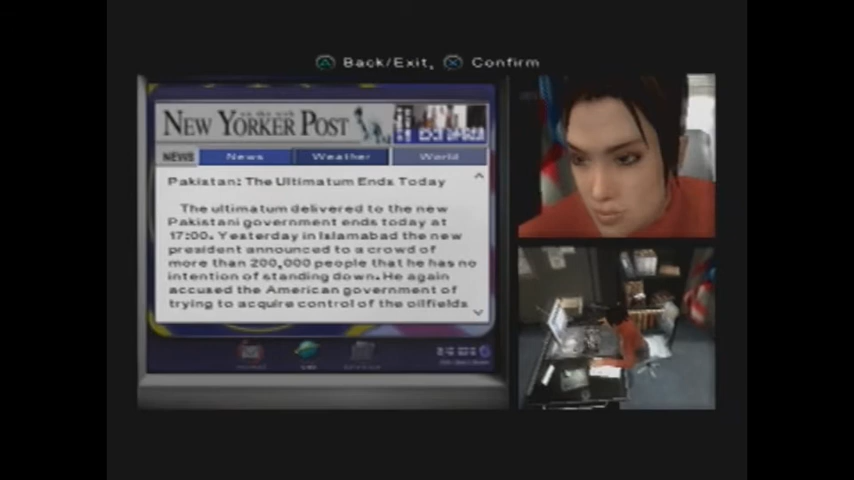 Back/Exit, Confirm
NEW YORKER POST
NEWS News Weather World
Pakistan: The Ultimatum Ends Today
The ultimatum delivered to the new
Pakistani government ends today at
17:00. Yesterday in Islamabad the new
president announced to a crowd of
more than 200,000 people that he has no
intention of standing down. He again
accused the American government of
trying to acquire control of the oilfields